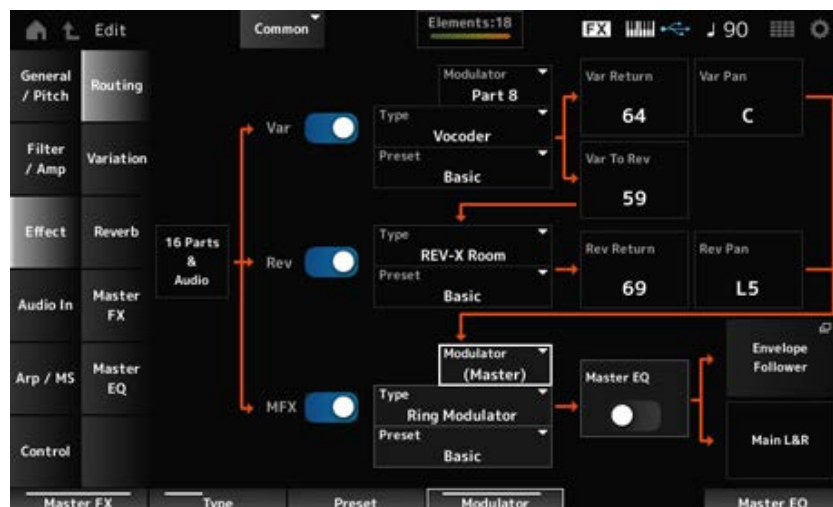 Edit
Common
Elements:18
FX
♩ 90
General
/ Pitch
Routing
Filter
/ Amp
Variation
Effect
Reverb
Audio In
Master
FX
Arp / MS
Master
EQ
Control
16 Parts
&
Audio
Var
Modulator
Part 8
Type
Vocoder
Preset
Basic
Var Return
64
Var Pan
C
Var To Rev
59
Rev
Type
REV-X Room
Preset
Basic
Rev Return
69
Rev Pan
L5
MFX
Modulator
(Master)
Type
Ring Modulator
Preset
Basic
Master EQ
Envelope
Follower
Main L&R
Master FX
Type
Preset
Modulator
Master EQ